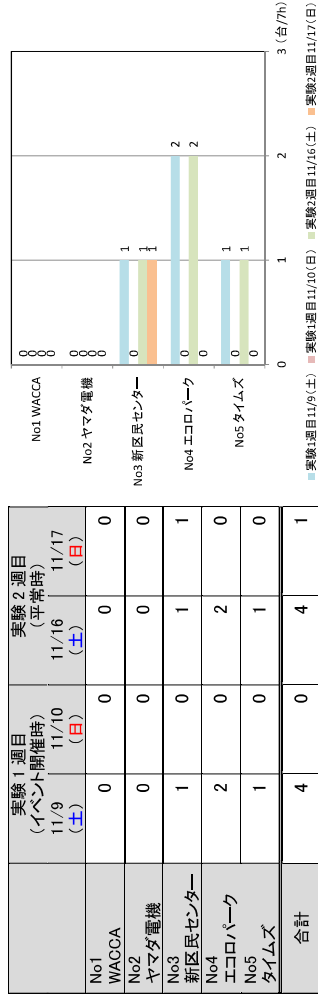 実験１週目
（イベント開催時）
実験２週目
（平常時）
11/9
（土）
11/10
（日）
11/16
（土）
11/17
（日）
No1
WACCA
0
0
0
0
No2
ヤマダ電機
0
0
0
0
No3
新区民センター
1
0
1
1
No4
エコロパーク
2
0
2
0
No5
タイムズ
1
0
1
0
合計
4
0
4
1
No1 WACCA
0
0
0
0
No2 ヤマダ電機
0
0
0
0
No3 新区民センター
1
0
1
1
No4 エコロパーク
2
0
2
0
No5 タイムズ
1
0
1
0
0 1 2 3 (台/7h)
実験1週目11/9(土) 実験1週目11/10(日) 実験2週目11/16(土) 実験2週目11/17(日)